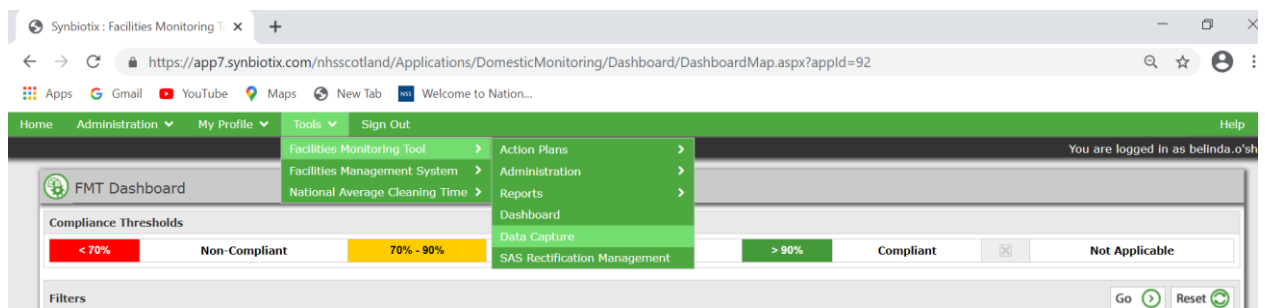 Synbiotix : Facilities Monitoring T
https://app7.synbiotix.com/nhsscotland/Applications/DomesticMonitoring/Dashboard/DashboardMap.aspx?appId=92
Apps Gmail YouTube Maps New Tab NSS Welcome to Nation...
Home Administration My Profile Tools Sign Out Help
Facilities Monitoring Tool Action Plans You are logged in as belinda.o'sh
Facilities Management System Administration
FMT Dashboard National Average Cleaning Time Reports
Compliance Thresholds Dashboard
Data Capture
< 70% Non-Compliant 70% - 90% > 90% Compliant Not Applicable
SAS Rectification Management
Filters Go Reset